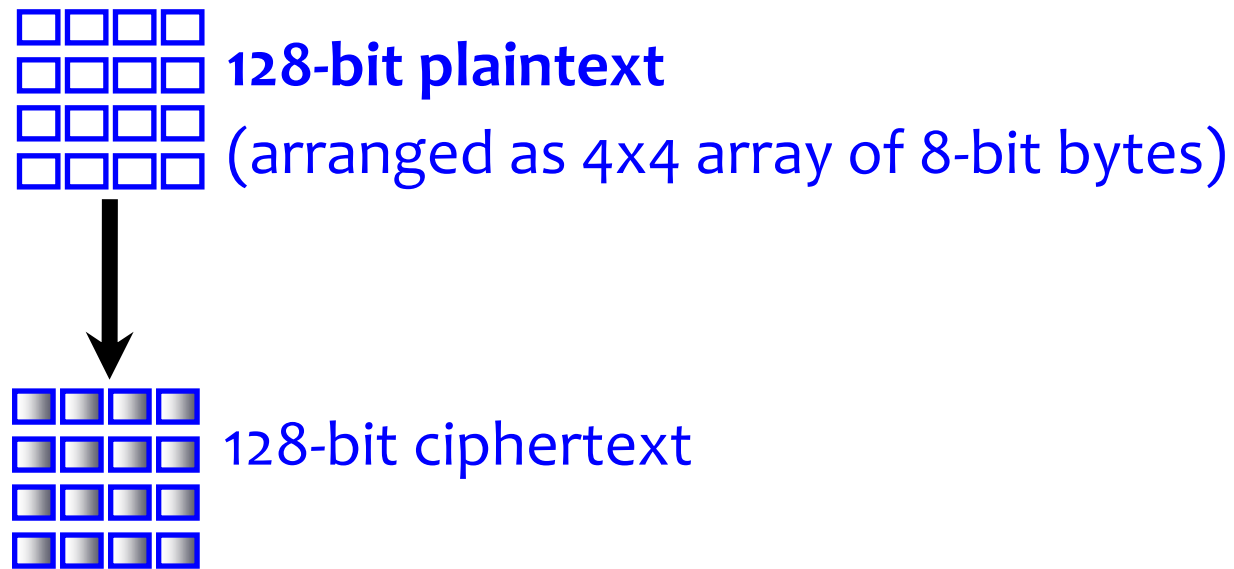 128-bit plaintext
(arranged as 4x4 array of 8-bit bytes)
128-bit ciphertext